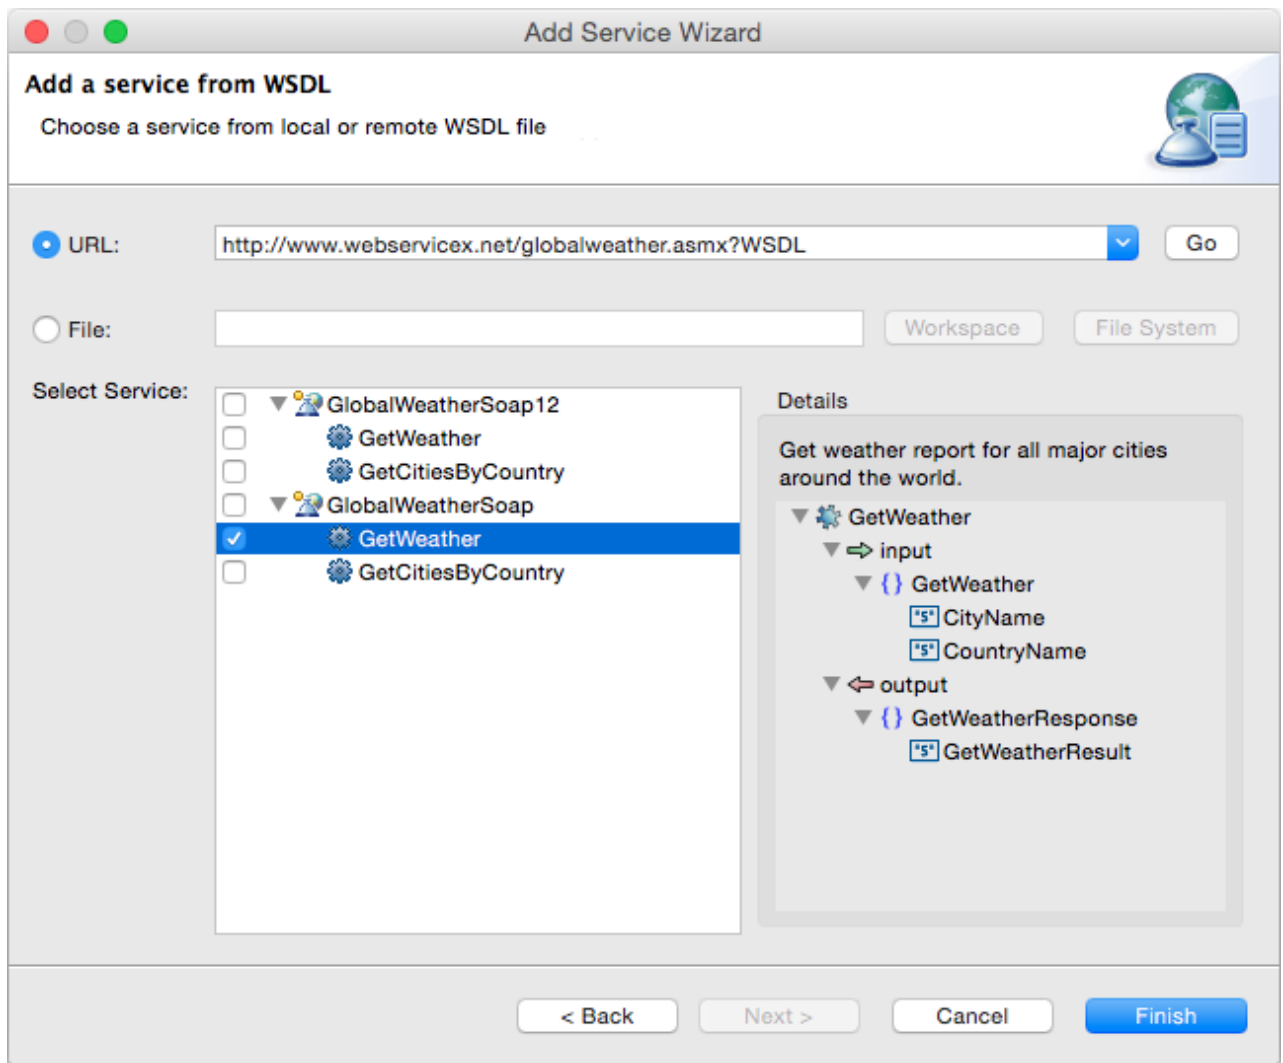 Add Service Wizard
Add a service from WSDL
Choose a service from local or remote WSDL file
URL: http://www.webservicex.net/globalweather.asmx?WSDL Go
File: Workspace File System
Select Service:
GlobalWeatherSoap12
GetWeather
GetCitiesByCountry
GlobalWeatherSoap
GetWeather
GetCitiesByCountry
Details
Get weather report for all major cities
around the world.
GetWeather
input
{} GetWeather
"S" CityName
"S" CountryName
output
{} GetWeatherResponse
"S" GetWeatherResult
< Back Next > Cancel Finish